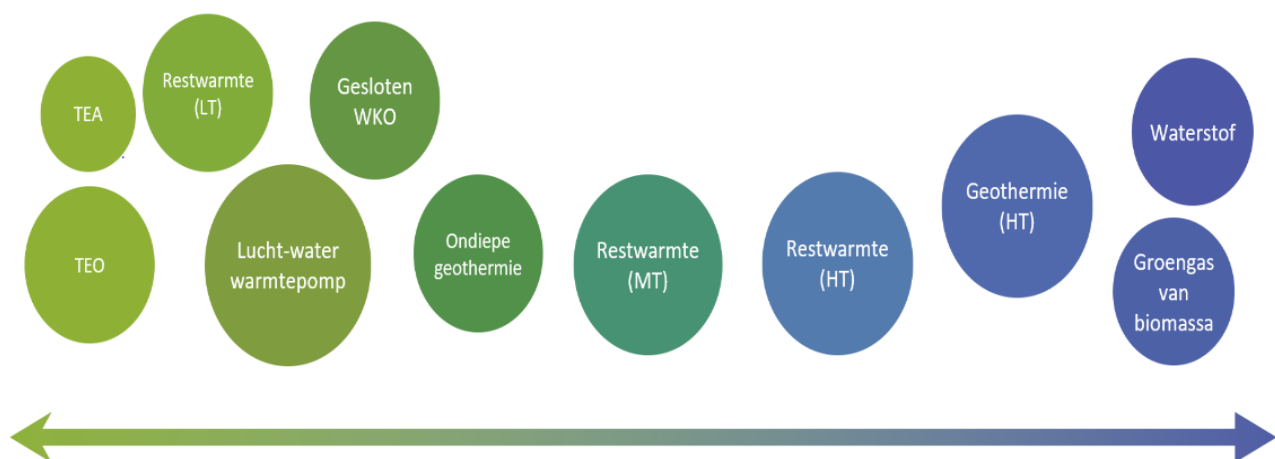 TEA
Restwarmte
(LT)
Gesloten
WKO
TEO
Lucht-water
warmtepomp
Ondiepe
geothermie
Restwarmte
(MT)
Restwarmte
(HT)
Geothermie
(HT)
Waterstof
Groengas
van
biomassa